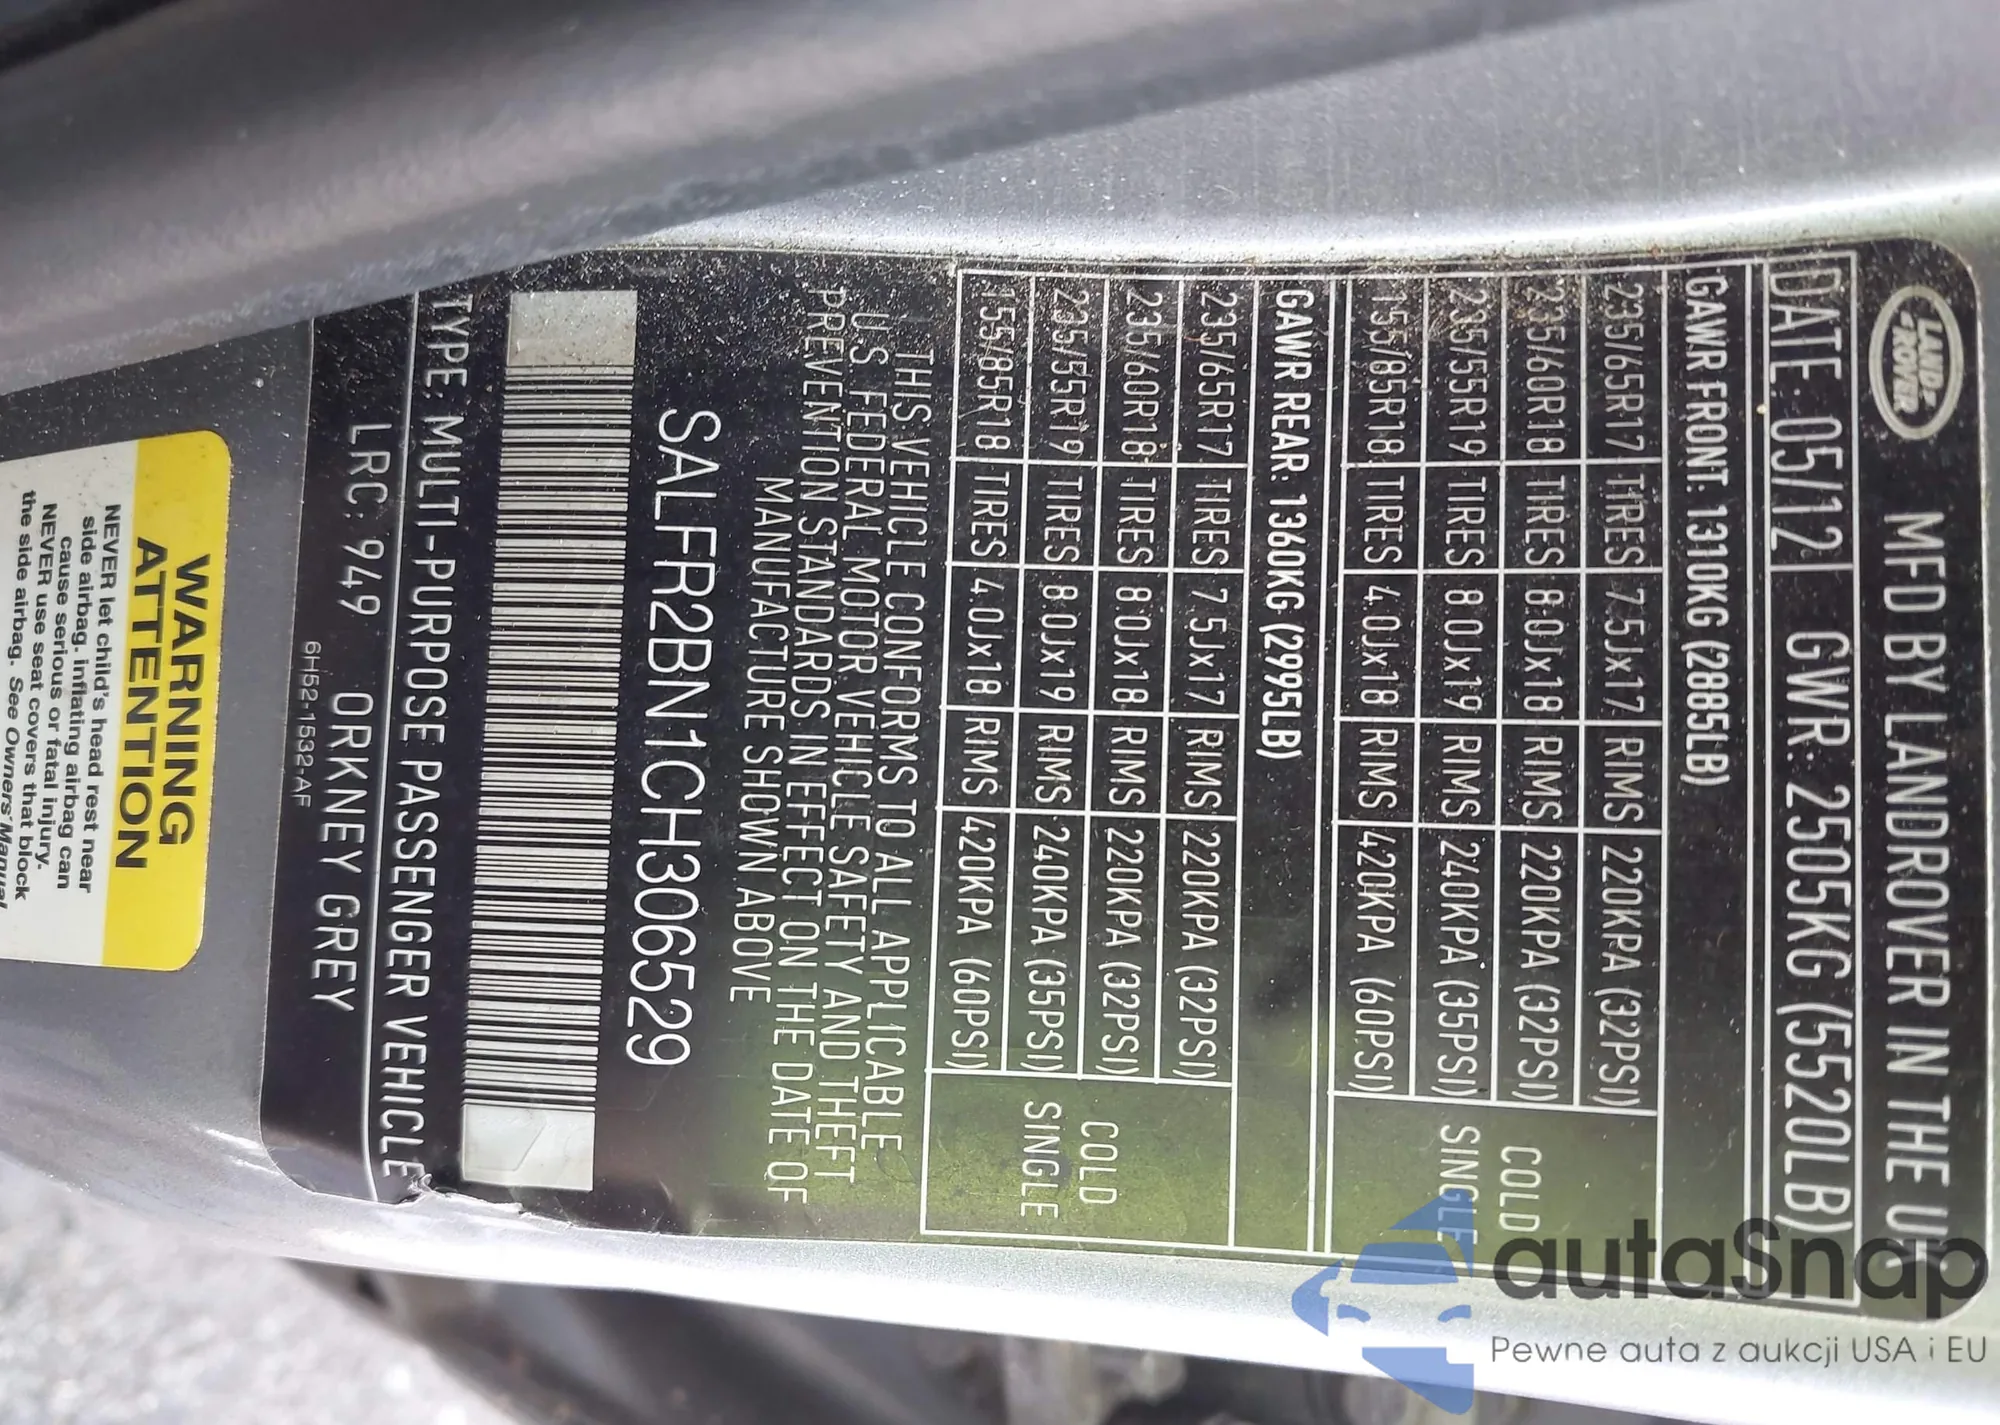 LAND-
ROVER
MFD BY LANDROVER IN THE UK
DATE: 05/12 GWR: 2505KG (5520LB)
GAWR FRONT: 1310KG (2885LB)
235/65R17 TIRES 7.5Jx17 RIMS 220KPA (32PSI)
235/60R18 TIRES 8.0Jx18 RIMS 220KPA (32PSI)
235/55R19 TIRES 8.0Jx19 RIMS 240KPA (35PSI)
155/85R18 TIRES 4.0Jx18 RIMS 420KPA (60PSI)
COLD
SINGLE
GAWR REAR: 1360KG (2995LB)
235/65R17 TIRES 7.5Jx17 RIMS 220KPA (32PSI)
235/60R18 TIRES 8.0Jx18 RIMS 220KPA (32PSI)
235/55R19 TIRES 8.0Jx19 RIMS 240KPA (35PSI)
155/85R18 TIRES 4.0Jx18 RIMS 420KPA (60PSI)
COLD
SINGLE
THIS VEHICLE CONFORMS TO ALL APPLICABLE
U.S. FEDERAL MOTOR VEHICLE SAFETY AND THEFT
PREVENTION STANDARDS IN EFFECT ON THE DATE OF
MANUFACTURE SHOWN ABOVE
SALFR2BN1CH306529
TYPE: MULTI-PURPOSE PASSENGER VEHICLE
LRC: 949 ORKNEY GREY
6H52-1532-AF
WARNING
ATTENTION
NEVER let child's head rest near
side airbag. inflating airbag can
cause serious or fatal injury.
NEVER use seat covers that block
the side airbag. See Owners' Manual
autaSnap
Pewne auta z aukcji USA i EU